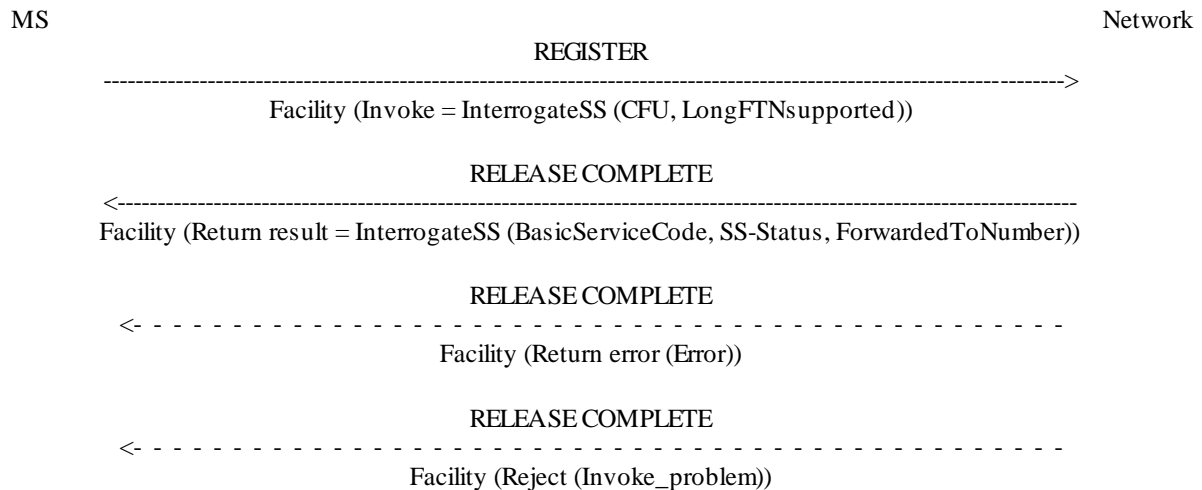 MS Network
REGISTER
------------------------------------------------------------------------------------------------------------------------>
Facility (Invoke = InterrogateSS (CFU, LongFTNsupported))
RELEASE COMPLETE
<------------------------------------------------------------------------------------------------------------------------
Facility (Return result = InterrogateSS (BasicServiceCode, SS-Status, ForwardedToNumber))
RELEASE COMPLETE
<- - - - - - - - - - - - - - - - - - - - - - - - - - - - - - - - - - - - - - - - - - - - - - -
Facility (Return error (Error))
RELEASE COMPLETE
<- - - - - - - - - - - - - - - - - - - - - - - - - - - - - - - - - - - - - - - - - - - - - - -
Facility (Reject (Invoke_problem))